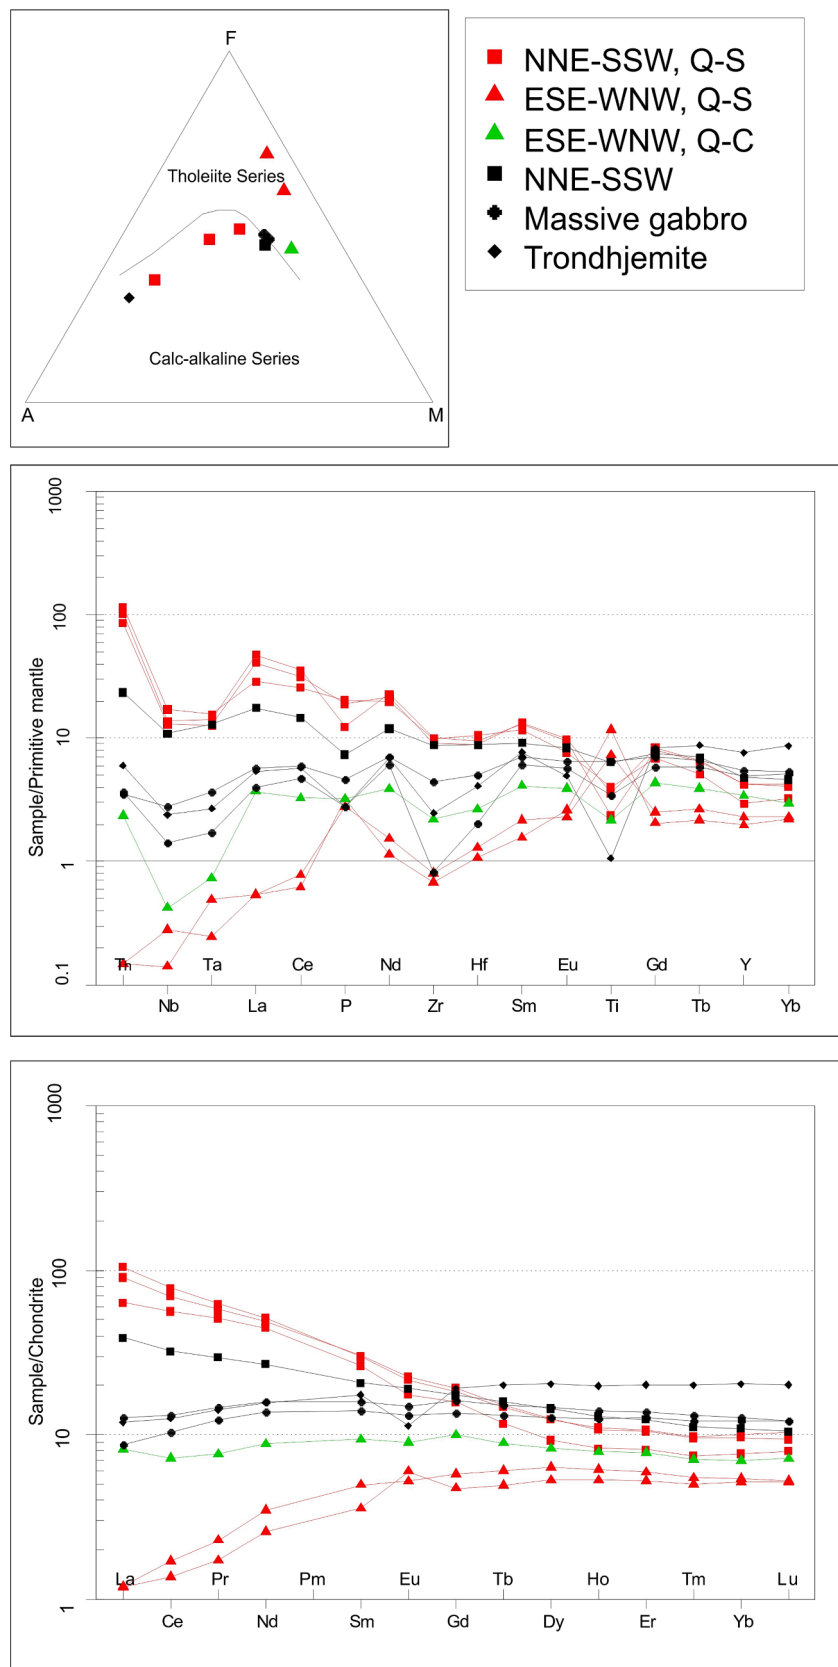 F
Tholeiite Series
Calc-alkaline Series
A
M
NNE-SSW, Q-S
ESE-WNW, Q-S
ESE-WNW, Q-C
NNE-SSW
Massive gabbro
Trondhjemite
Sample/Primitive mantle
1000
100
10
1
0.1
Th Ta Ce Nd Hf Eu Gd Y
Nb La P Zr Sm Ti Tb Yb
Sample/Chondrite
1000
100
10
1
La Pr Pm Eu Tb Ho Tm Lu
Ce Nd Sm Gd Dy Er Yb